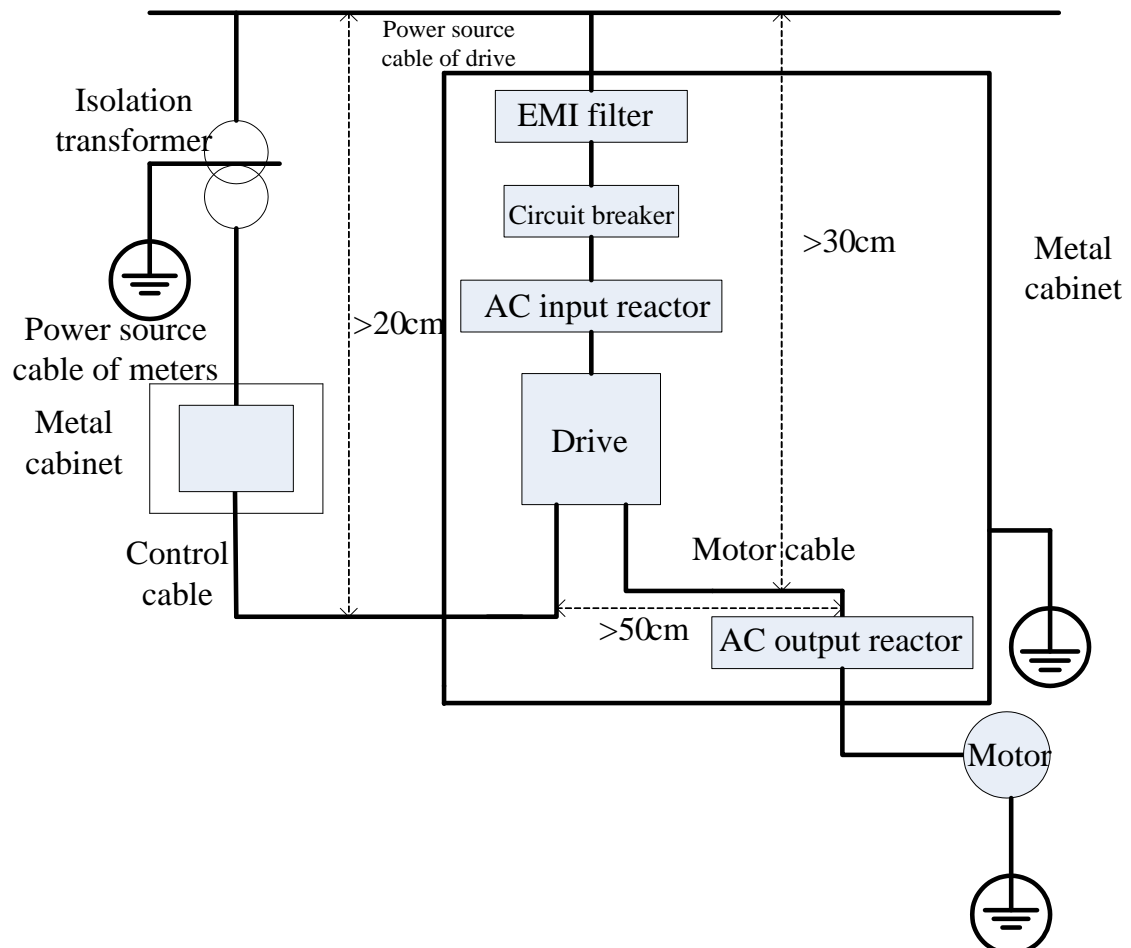 Power source
cable of drive
Isolation
transformer
EMI filter
Circuit breaker
>30cm
Metal
cabinet
AC input reactor
>20cm
Power source
cable of meters
Metal
cabinet
Drive
Control
cable
Motor cable
>50cm
AC output reactor
Motor